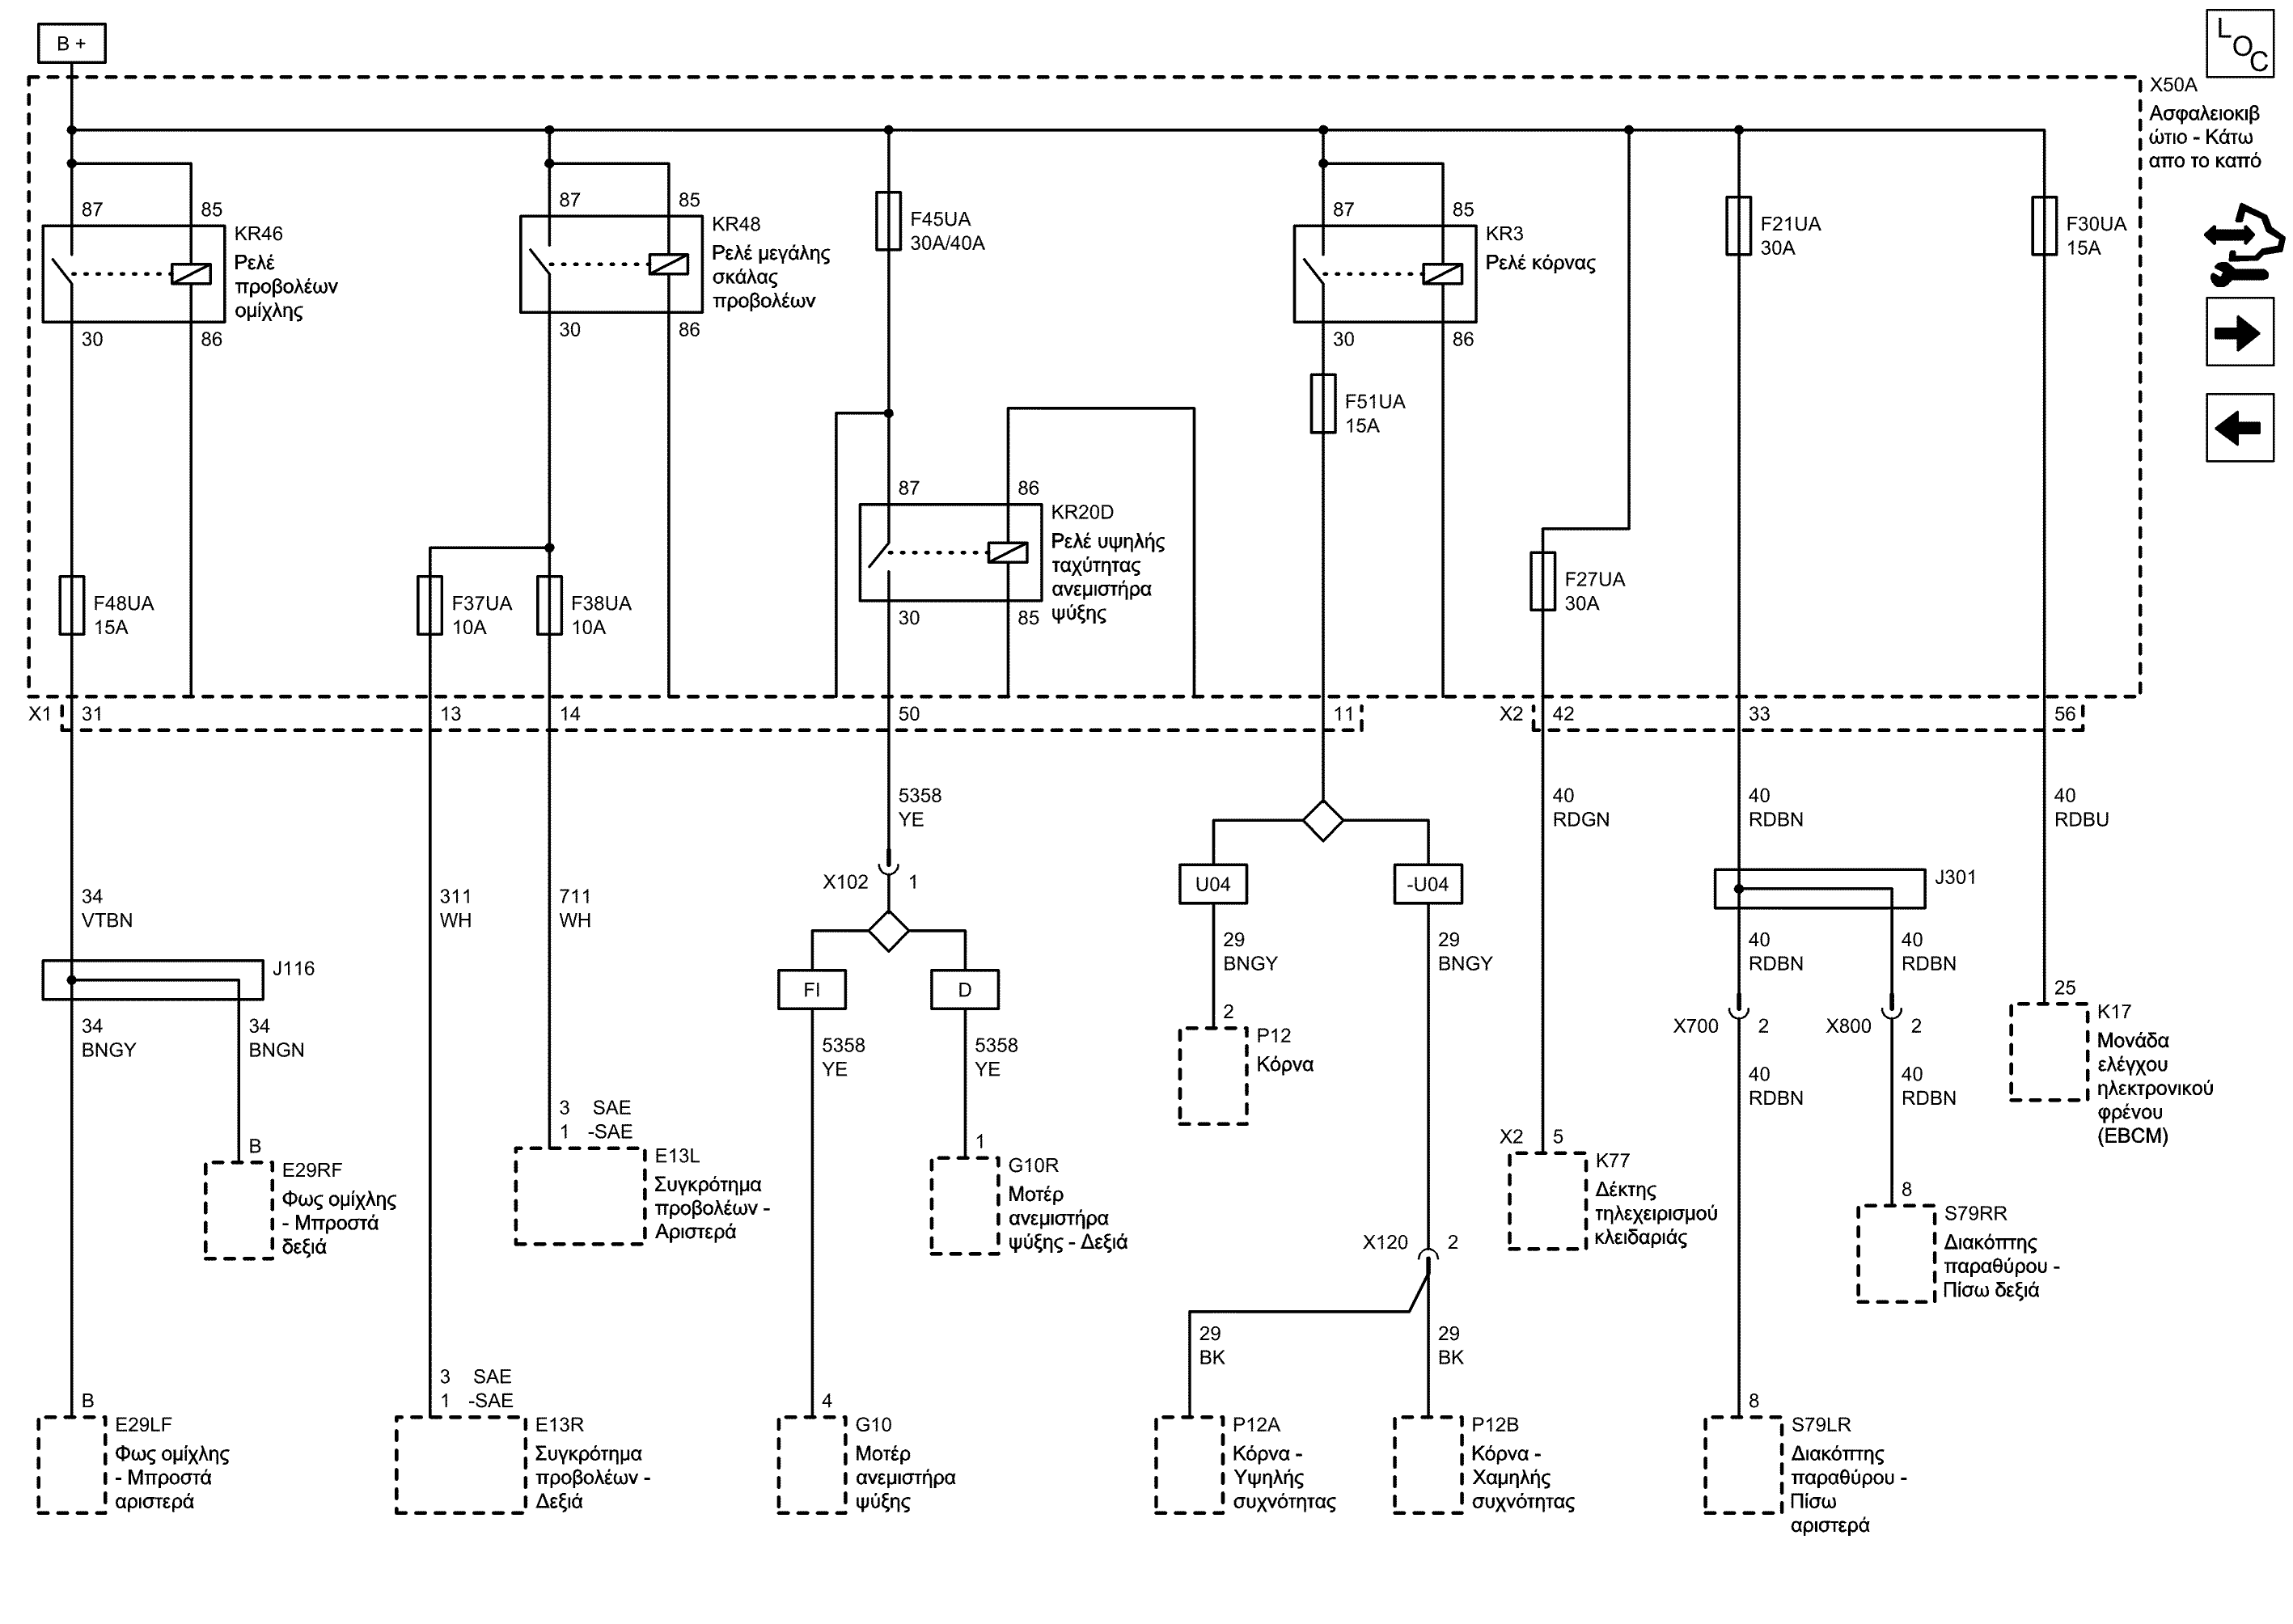 B +
LOC
X50A
Ασφαλειοκιβ
ώτιο - Κάτω
απο το καπό
87
85
KR46
Ρελέ
προβολέων
ομίχλης
30
86
87
85
KR48
Ρελέ μεγάλης
σκάλας
προβολέων
30
86
F45UA
30A/40A
87
85
KR3
Ρελέ κόρνας
30
86
F51UA
15A
F21UA
30A
F30UA
15A
87
86
KR20D
Ρελέ υψηλής
ταχύτητας
ανεμιστήρα
ψύξης
30
85
F27UA
30A
F48UA
15A
F37UA
10A
F38UA
10A
X1
31
13
14
50
11
X2
42
33
56
5358
YE
40
RDGN
40
RDBN
40
RDBU
X102
1
U04
-U04
J301
34
VTBN
311
WH
711
WH
29
BNGY
29
BNGY
40
RDBN
40
RDBN
J116
FI
D
34
BNGY
34
BNGN
5358
YE
5358
YE
2
P12
Κόρνα
X700
2
X800
2
25
K17
Μονάδα
ελέγχου
ηλεκτρονικού
φρένου
(EBCM)
40
RDBN
40
RDBN
3 SAE
1 -SAE
E13L
Συγκρότημα
προβολέων -
Αριστερά
B
E29RF
Φως ομίχλης
- Μπροστά
δεξιά
1
G10R
Μοτέρ
ανεμιστήρα
ψύξης - Δεξιά
X2
5
K77
Δέκτης
τηλεχειρισμού
κλειδαριάς
8
S79RR
Διακόπτης
παραθύρου -
Πίσω δεξιά
X120
2
29
BK
29
BK
B
E29LF
Φως ομίχλης
- Μπροστά
αριστερά
3 SAE
1 -SAE
E13R
Συγκρότημα
προβολέων -
Δεξιά
4
G10
Μοτέρ
ανεμιστήρα
ψύξης
P12A
Κόρνα -
Υψηλής
συχνότητας
P12B
Κόρνα -
Χαμηλής
συχνότητας
8
S79LR
Διακόπτης
παραθύρου -
Πίσω
αριστερά